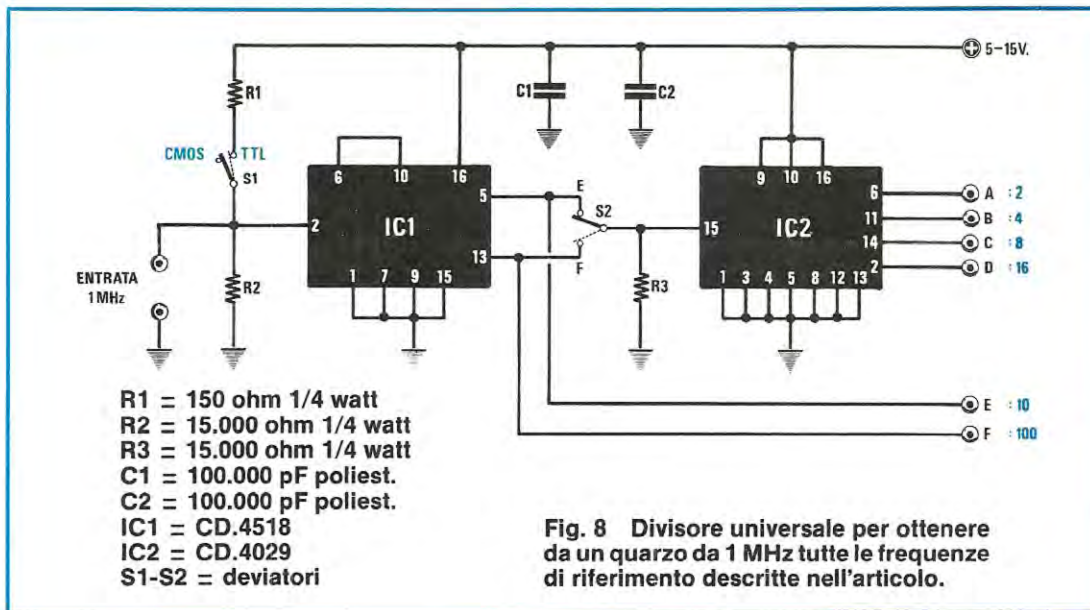 5-15V.
R1
C1
C2
CMOS
TTL
S1
6
10
16
9
10
16
5
E
S2
6
A :2
2
IC1
15
IC2
11
B :4
14
C :8
13
F
2
D :16
ENTRATA
1 MHz
R2
1
7
9
15
R3
1
3
4
5
8
12
13
E :10
F :100
R1 = 150 ohm 1/4 watt
R2 = 15.000 ohm 1/4 watt
R3 = 15.000 ohm 1/4 watt
C1 = 100.000 pF poliest.
C2 = 100.000 pF poliest.
IC1 = CD.4518
IC2 = CD.4029
S1-S2 = deviatori
Fig. 8 Divisore universale per ottenere
da un quarzo da 1 MHz tutte le frequenze
di riferimento descritte nell'articolo.